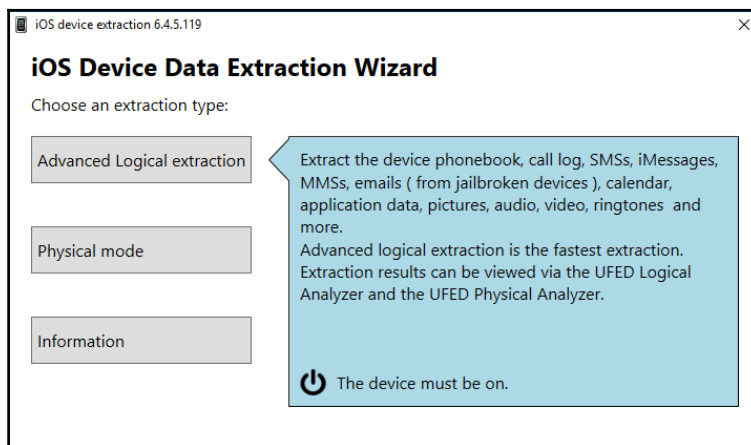 iOS device extraction 6.4.5.119
iOS Device Data Extraction Wizard
Choose an extraction type:
Advanced Logical extraction
Extract the device phonebook, call log, SMSs, iMessages,
MMSs, emails ( from jailbroken devices ), calendar,
application data, pictures, audio, video, ringtones  and
more.
Advanced logical extraction is the fastest extraction.
Extraction results can be viewed via the UFED Logical
Analyzer and the UFED Physical Analyzer.
The device must be on.
Physical mode
Information